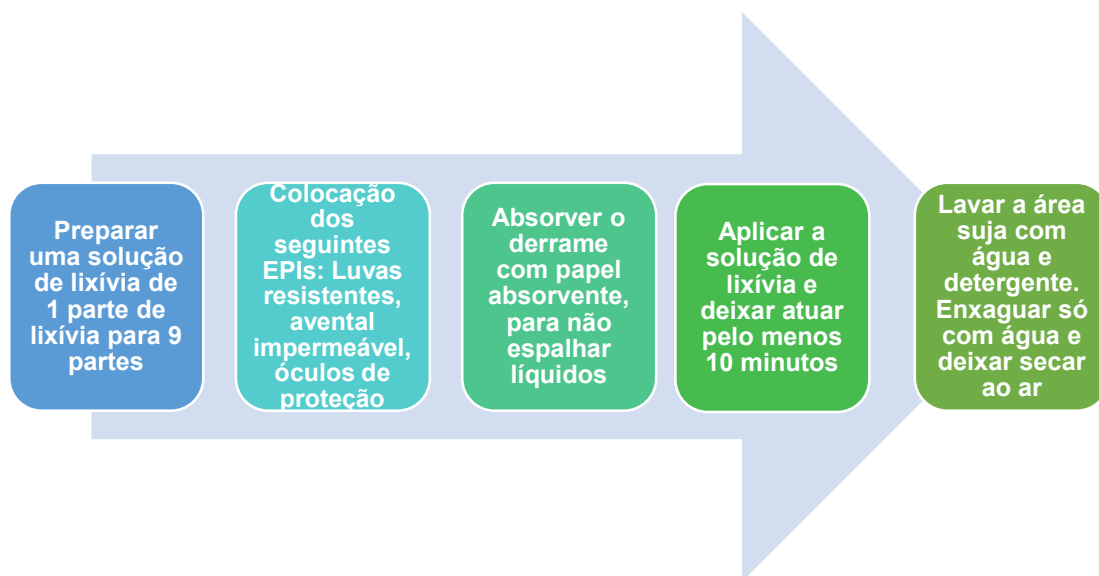 Preparar
uma solução
de lixívia de
1 parte de
lixívia para 9
partes
Colocação
dos
seguintes
EPIs: Luvas
resistentes,
avental
impermeável,
óculos de
proteção
Absorver o
derrame
com papel
absorvente,
para não
espalhar
líquidos
Aplicar a
solução de
lixívia e
deixar atuar
pelo menos
10 minutos
Lavar a área
suja com
água e
detergente.
Enxaguar só
com água e
deixar secar
ao ar